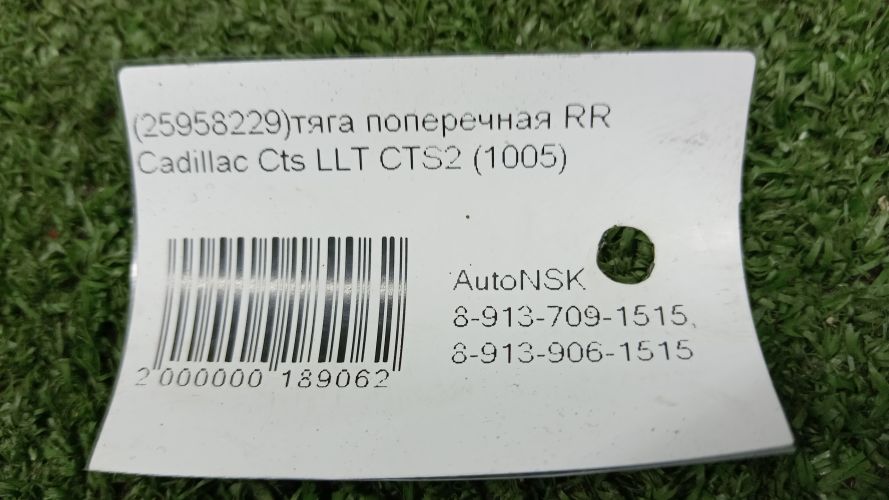 (25958229)тяга поперечная RR
Cadillac Cts LLT CTS2 (1005)
AutoNSK
8-913-709-1515,
8-913-906-1515
2 000000 189062